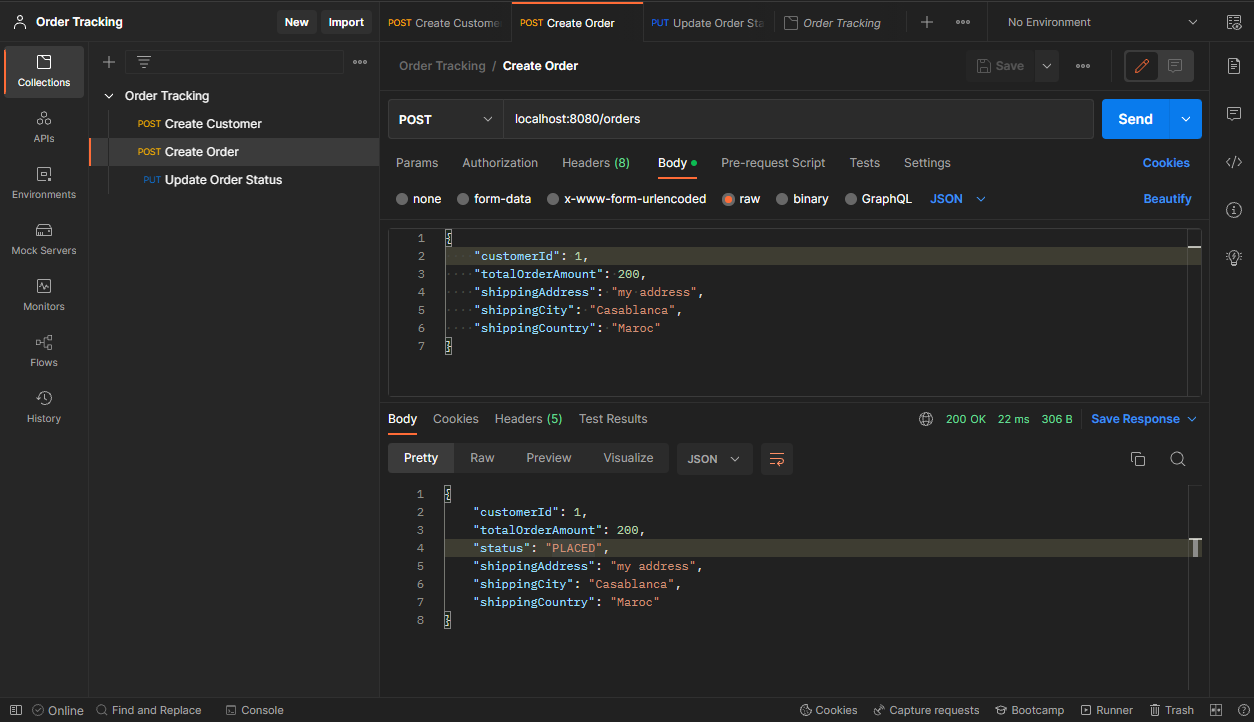 Order Tracking New Import POST Create Custome POST Create Order PUT Update Order Sta Order Tracking No Environment
Collections
APIs
Environments
Mock Servers
Monitors
Flows
History
Order Tracking
POST Create Customer
POST Create Order
PUT Update Order Status
Order Tracking / Create Order Save
POST localhost:8080/orders Send
Params Authorization Headers (8) Body Pre-request Script Tests Settings Cookies
none form-data x-www-form-urlencoded raw binary GraphQL JSON Beautify
1 {
2 "customerId": 1,
3 "totalOrderAmount": 200,
4 "shippingAddress": "my address",
5 "shippingCity": "Casablanca",
6 "shippingCountry": "Maroc"
7 }
Body Cookies Headers (5) Test Results 200 OK 22 ms 306 B Save Response
Pretty Raw Preview Visualize JSON
1 {
2 "customerId": 1,
3 "totalOrderAmount": 200,
4 "status": "PLACED",
5 "shippingAddress": "my address",
6 "shippingCity": "Casablanca",
7 "shippingCountry": "Maroc"
8 }
Online Find and Replace Console Cookies Capture requests Bootcamp Runner Trash